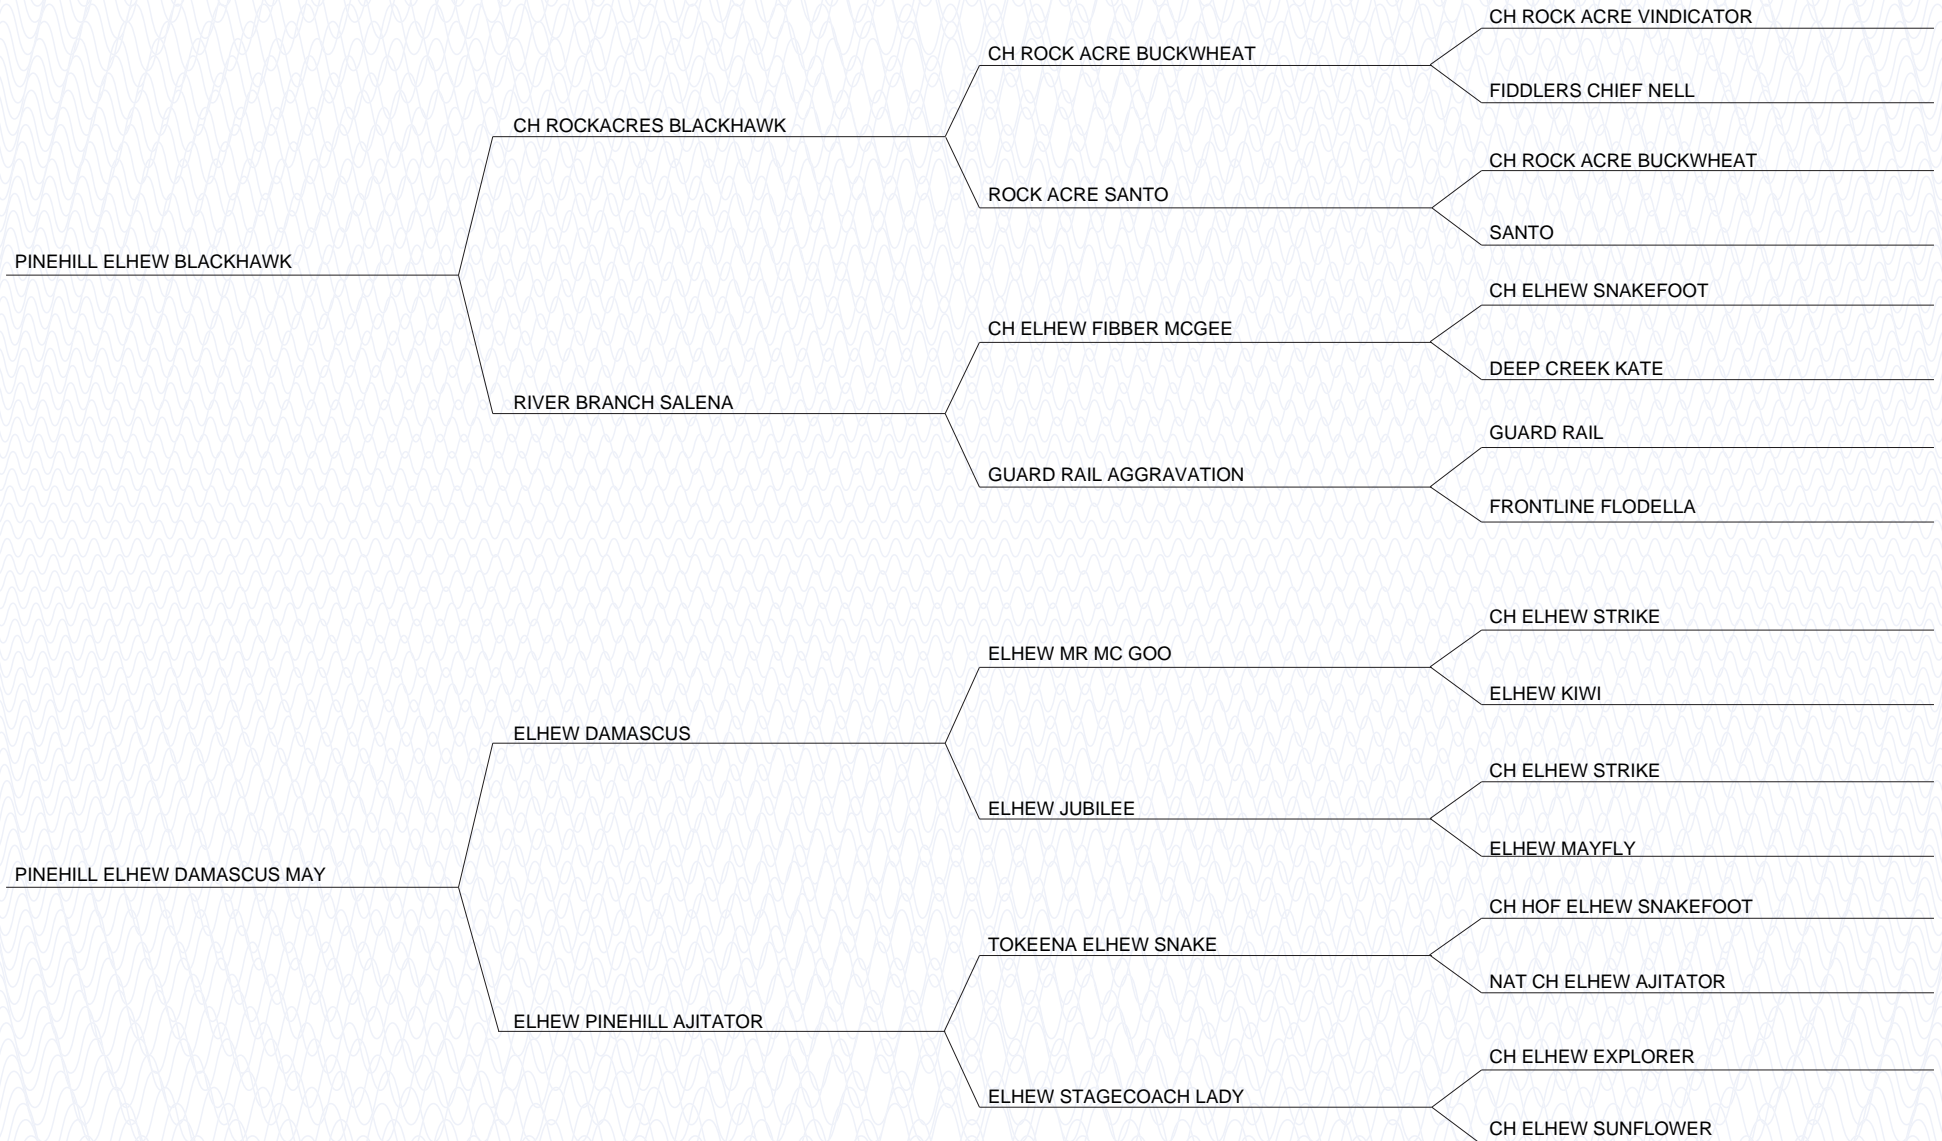 CH ROCK ACRE VINDICATOR
CH ROCK ACRE BUCKWHEAT
FIDDLERS CHIEF NELL
CH ROCKACRES BLACKHAWK
CH ROCK ACRE BUCKWHEAT
ROCK ACRE SANTO
SANTO
PINEHILL ELHEW BLACKHAWK
CH ELHEW SNAKEFOOT
CH ELHEW FIBBER MCGEE
DEEP CREEK KATE
RIVER BRANCH SALENA
GUARD RAIL
GUARD RAIL AGGRAVATION
FRONTLINE FLODELLA
CH ELHEW STRIKE
ELHEW MR MC GOO
ELHEW KIWI
ELHEW DAMASCUS
CH ELHEW STRIKE
ELHEW JUBILEE
ELHEW MAYFLY
PINEHILL ELHEW DAMASCUS MAY
CH HOF ELHEW SNAKEFOOT
TOKEENA ELHEW SNAKE
NAT CH ELHEW AJITATOR
ELHEW PINEHILL AJITATOR
CH ELHEW EXPLORER
ELHEW STAGECOACH LADY
CH ELHEW SUNFLOWER